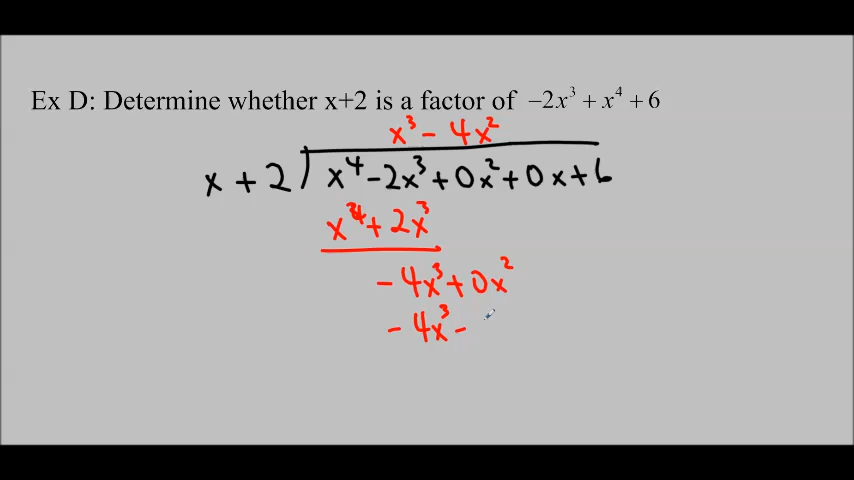 Ex D: Determine whether x+2 is a factor of −2x³ + x⁴ + 6
x³ − 4x²
x + 2 ) x⁴ − 2x³ + 0x² + 0x + 6
x⁴ + 2x³
− 4x³ + 0x²
− 4x³ −